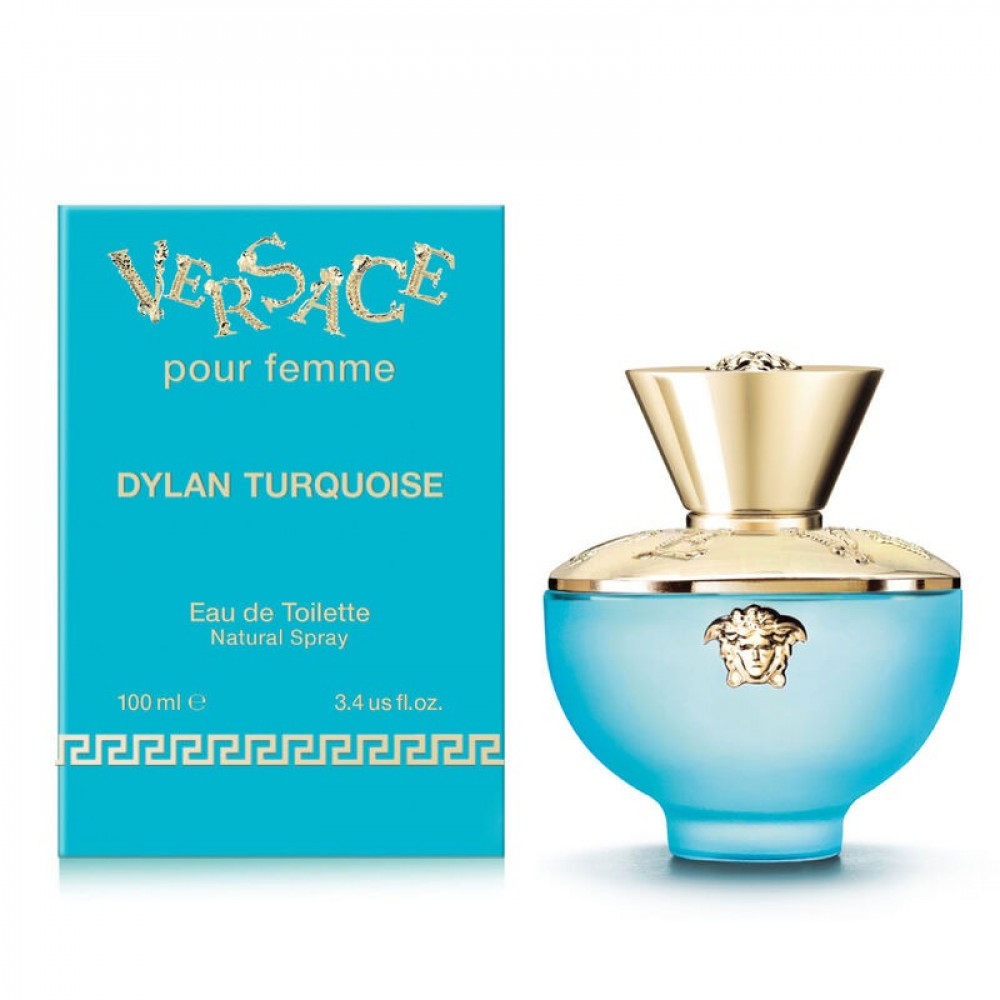 VERSACE
pour femme
DYLAN TURQUOISE
Eau de Toilette
Natural Spray
100 ml ℮ 3.4 us fl.oz.